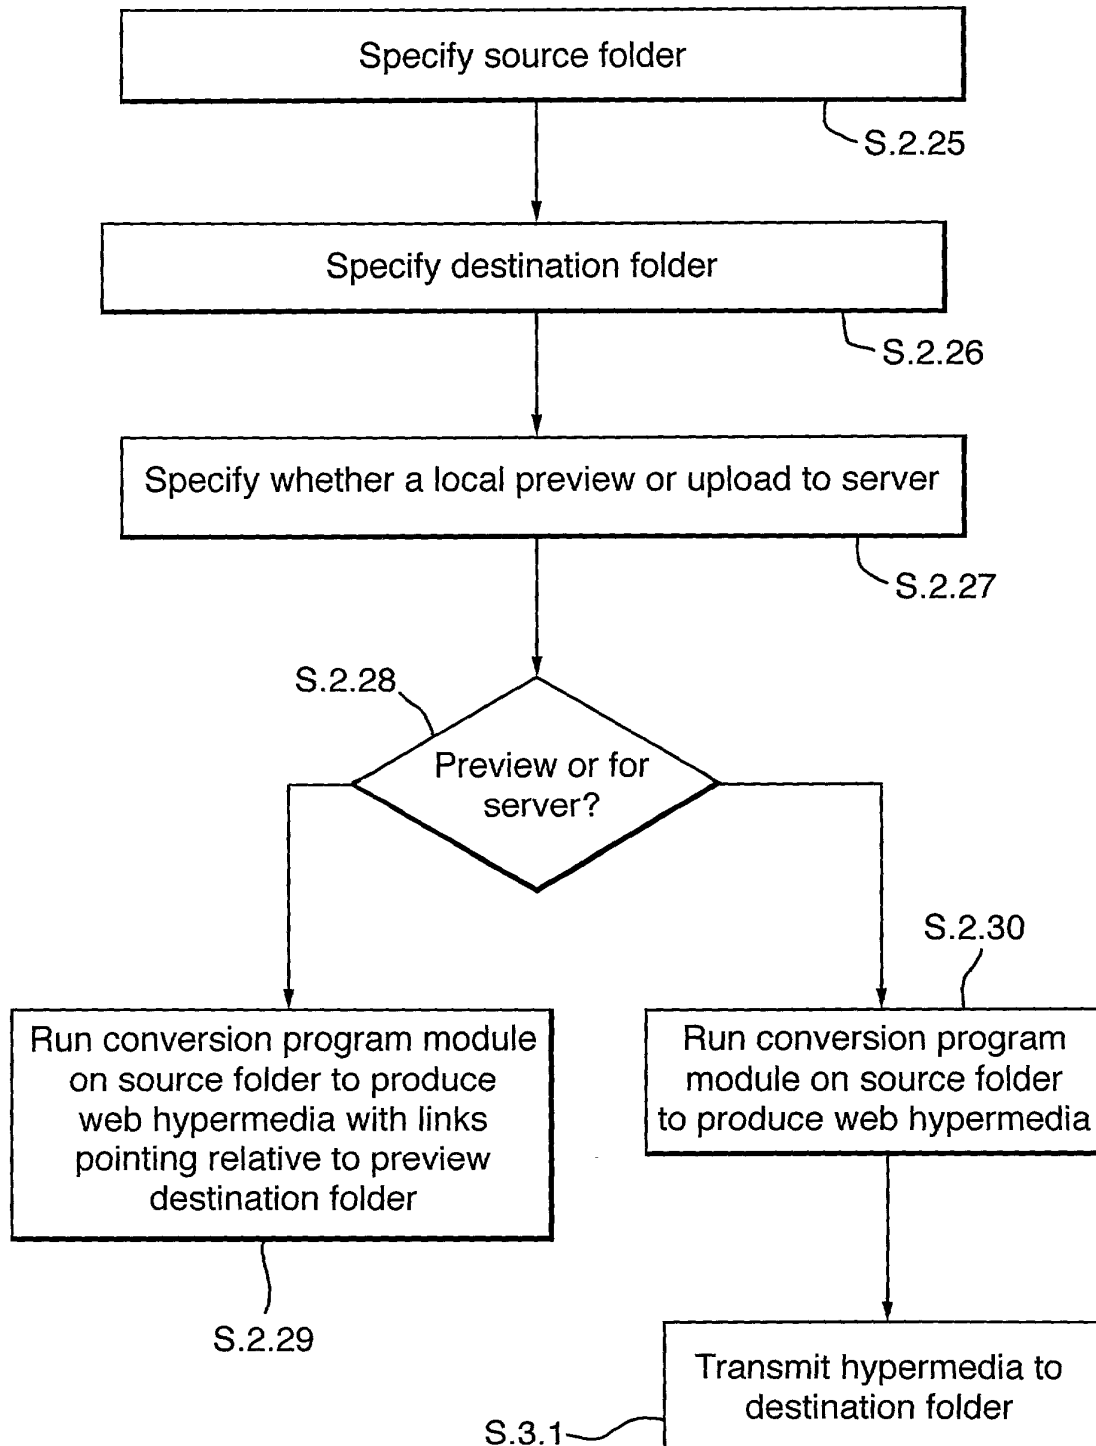 Specify source folder
S.2.25
Specify destination folder
S.2.26
Specify whether a local preview or upload to server
S.2.27
S.2.28
Preview or for
server?
S.2.30
Run conversion program module
on source folder to produce
web hypermedia with links
pointing relative to preview
destination folder
Run conversion program
module on source folder
to produce web hypermedia
S.2.29
Transmit hypermedia to
destination folder
S.3.1